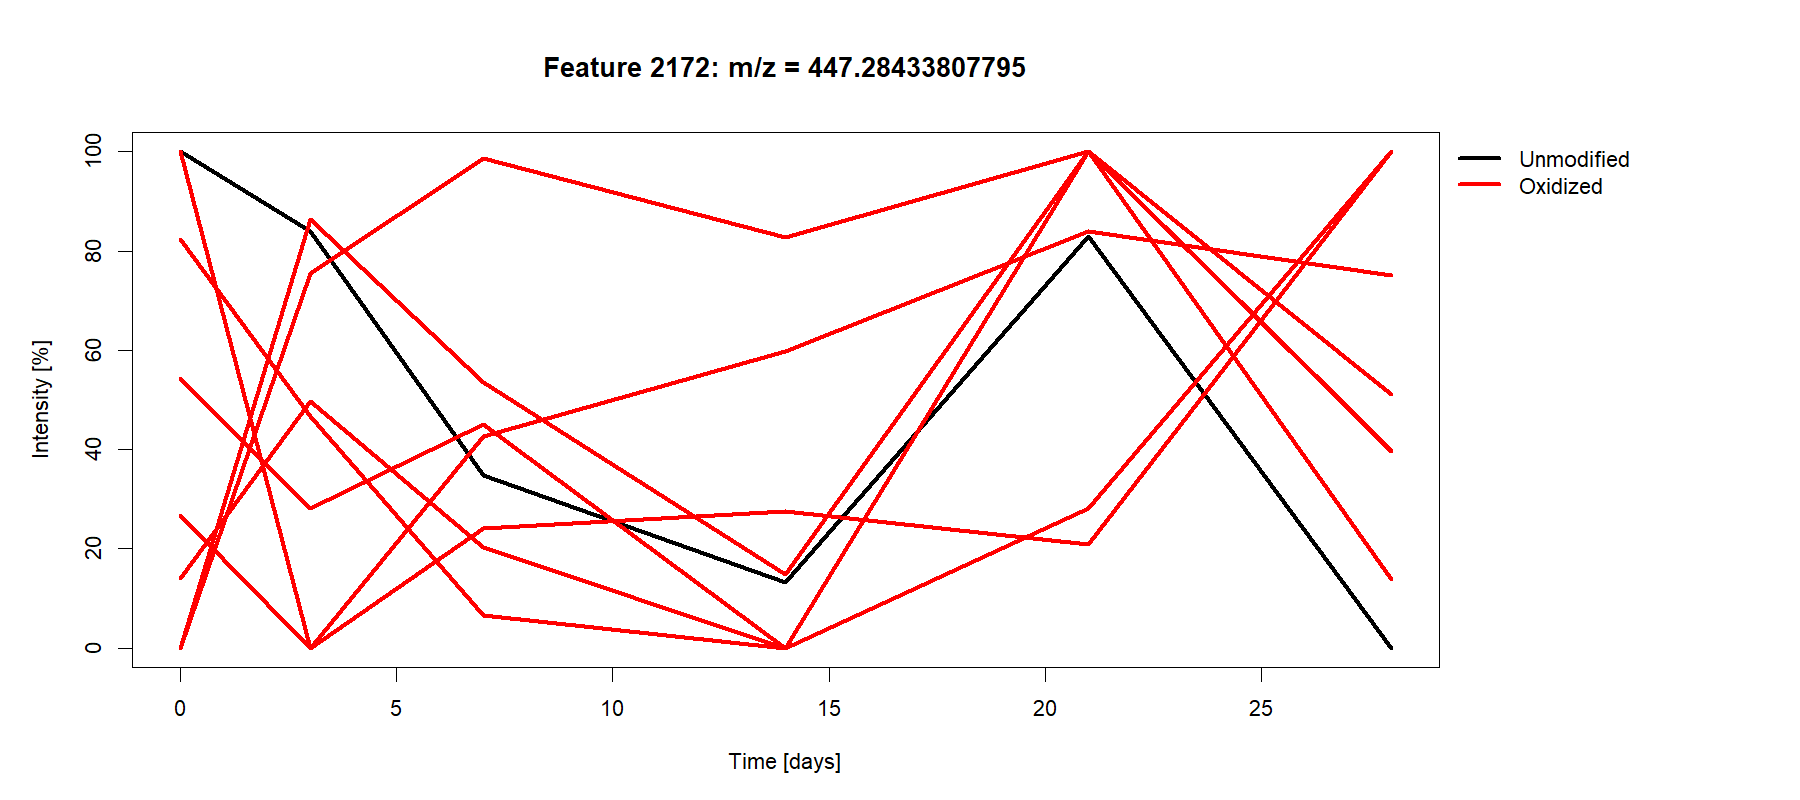 Feature 2172: m/z = 447.28433807795
Unmodified
Oxidized
Intensity [%]
100
80
60
40
20
0
0 5 10 15 20 25
Time [days]